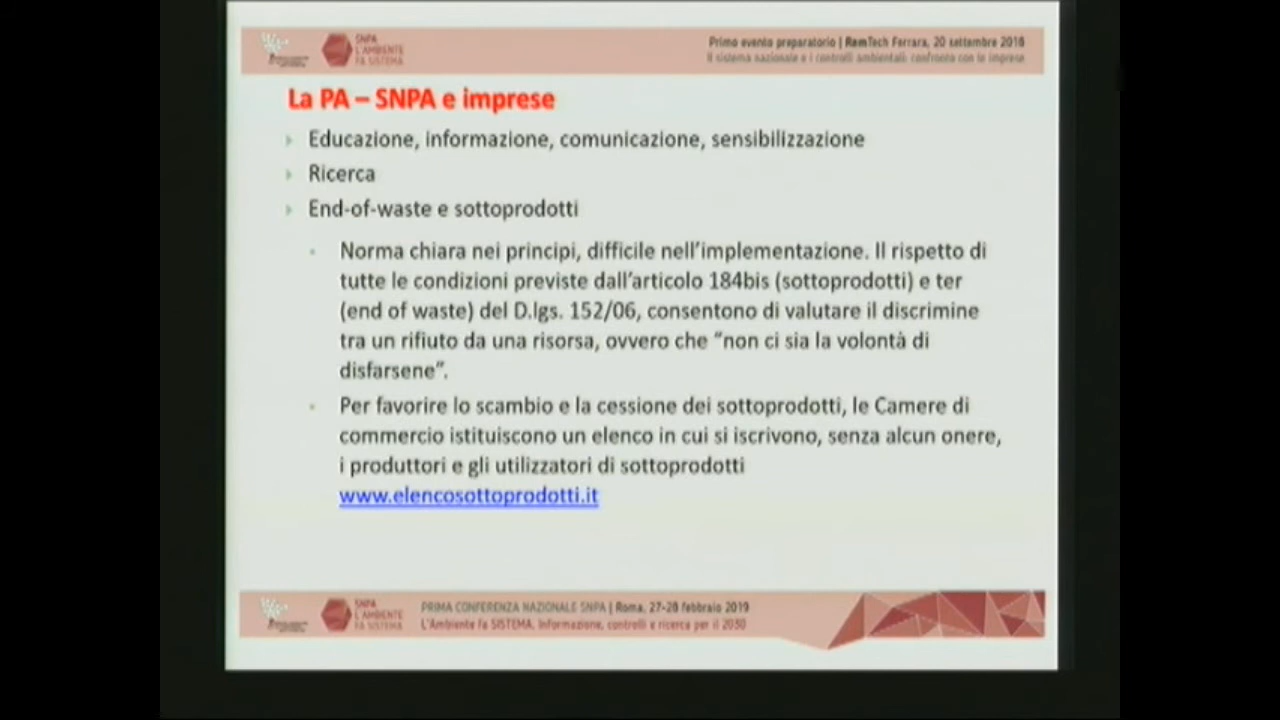 SNPA
L'AMBIENTE
FA SISTEMA
Primo evento preparatorio | RemTech Ferrara, 20 settembre 2018
Il sistema nazionale e i controlli ambientali: confronto con le imprese
La PA – SNPA e imprese
Educazione, informazione, comunicazione, sensibilizzazione
Ricerca
End-of-waste e sottoprodotti
Norma chiara nei principi, difficile nell'implementazione. Il rispetto di
tutte le condizioni previste dall'articolo 184bis (sottoprodotti) e ter
(end of waste) del D.lgs. 152/06, consentono di valutare il discrimine
tra un rifiuto da una risorsa, ovvero che "non ci sia la volontà di
disfarsene".
Per favorire lo scambio e la cessione dei sottoprodotti, le Camere di
commercio istituiscono un elenco in cui si iscrivono, senza alcun onere,
i produttori e gli utilizzatori di sottoprodotti
www.elencosottoprodotti.it
SNPA
L'AMBIENTE
FA SISTEMA
PRIMA CONFERENZA NAZIONALE SNPA | Roma, 27-28 febbraio 2019
L'Ambiente fa SISTEMA. Informazione, controlli e ricerca per il 2030